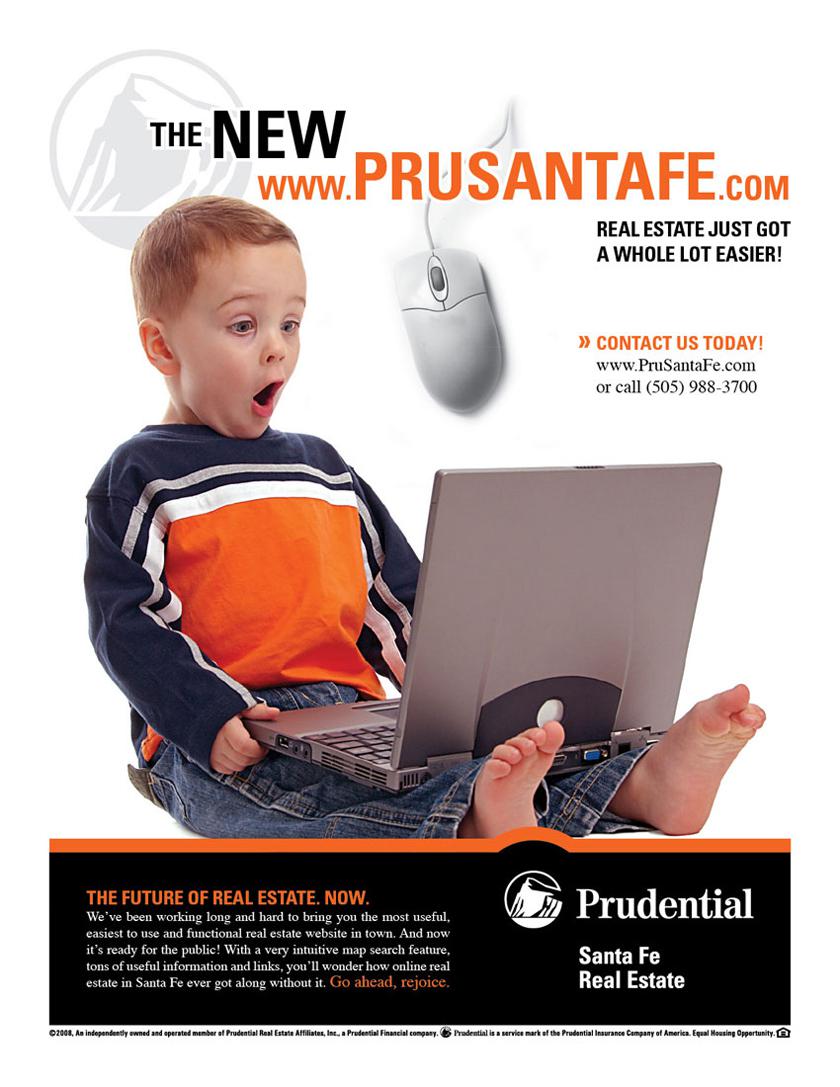 THE NEW
WWW.PRUSANTAFE.COM
REAL ESTATE JUST GOT
A WHOLE LOT EASIER!
» CONTACT US TODAY!
www.PruSantaFe.com
or call (505) 988-3700
THE FUTURE OF REAL ESTATE. NOW.
We've been working long and hard to bring you the most useful,
easiest to use and functional real estate website in town. And now
it's ready for the public! With a very intuitive map search feature,
tons of useful information and links, you'll wonder how online real
estate in Santa Fe ever got along without it. Go ahead, rejoice.
Prudential
Santa Fe
Real Estate
©2008, An independently owned and operated member of Prudential Real Estate Affiliates, Inc., a Prudential Financial company. Prudential is a service mark of the Prudential Insurance Company of America. Equal Housing Opportunity.